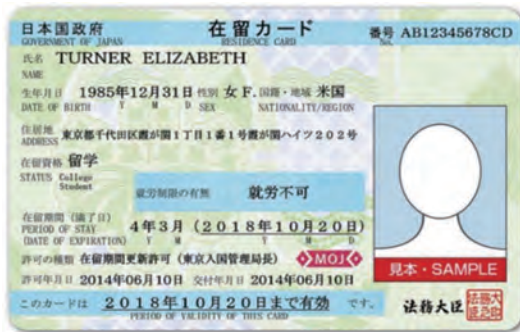 日本国政府 在留カード 番号 AB12345678CD
GOVERNMENT OF JAPAN RESIDENCE CARD No.
氏名 TURNER ELIZABETH
NAME
生年月日 1985年12月31日 性別 女 F. 国籍・地域 米国
DATE OF BIRTH Y M D SEX NATIONALITY/REGION
住居地 東京都千代田区霞が関1丁目1番1号霞が関ハイツ202号
ADDRESS
在留資格 留学
STATUS College
Student
就労制限の有無 就労不可
在留期間(満了日) 4年3月(2018年10月20日)
PERIOD OF STAY
(DATE OF EXPIRATION) Y M Y M D
許可の種類 在留期間更新許可(東京入国管理局長) MOJ
見本・SAMPLE
許可年月日 2014年06月10日 交付年月日 2014年06月10日
このカードは 2018年10月20日まで有効 です。
PERIOD OF VALIDITY OF THIS CARD
法務大臣